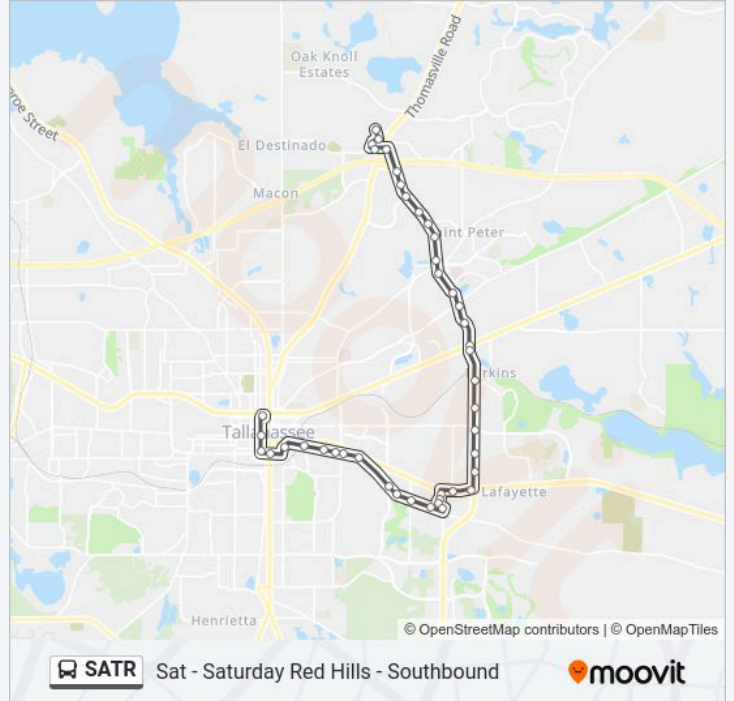 Oak Knoll
Estates
Thomasville Road
roe Street
El Destinado
Macon
int Peter
rkins
Tallahassee
Lafayette
Henrietta
© OpenStreetMap contributors | © OpenMapTiles
SATR
Sat - Saturday Red Hills - Southbound
moovit